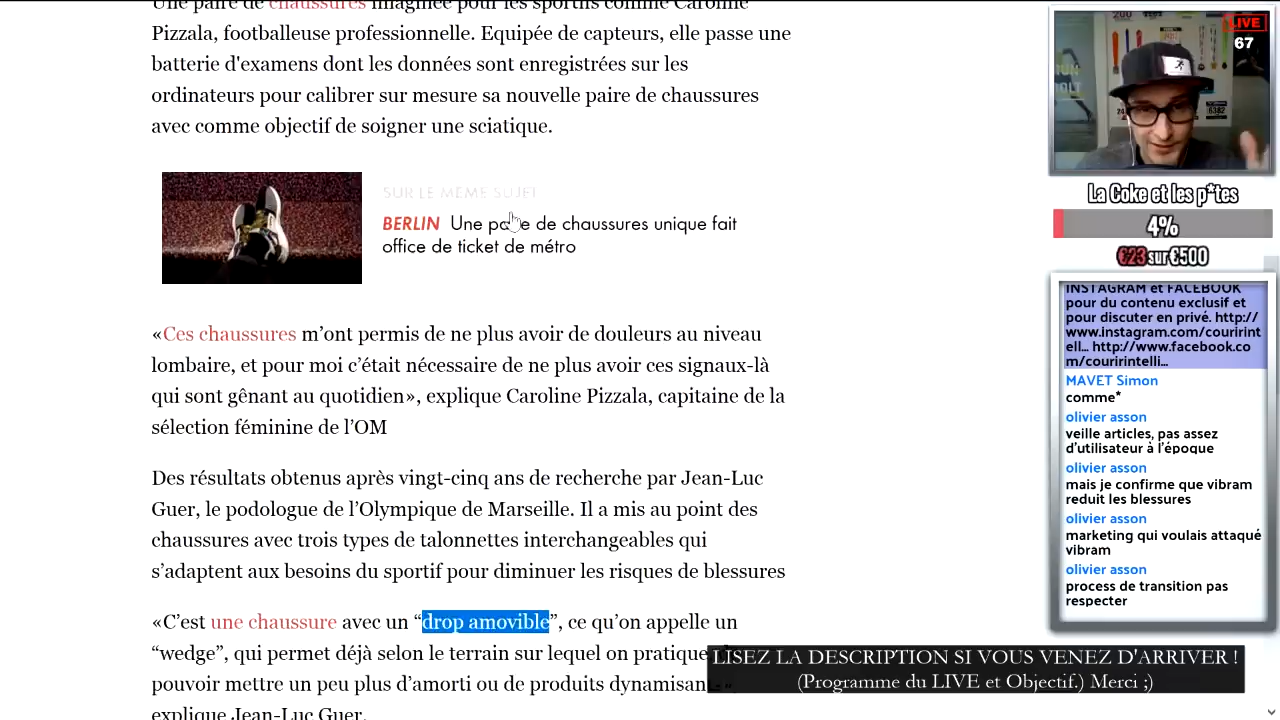 Une paire de chaussures imaginée pour les sportifs comme Caroline
Pizzala, footballeuse professionnelle. Equipée de capteurs, elle passe une
batterie d'examens dont les données sont enregistrées sur les
ordinateurs pour calibrer sur mesure sa nouvelle paire de chaussures
avec comme objectif de soigner une sciatique.
SUR LE MÊME SUJET
BERLIN Une paire de chaussures unique fait
office de ticket de métro
«Ces chaussures m'ont permis de ne plus avoir de douleurs au niveau
lombaire, et pour moi c'était nécessaire de ne plus avoir ces signaux-là
qui sont gênant au quotidien», explique Caroline Pizzala, capitaine de la
sélection féminine de l'OM
Des résultats obtenus après vingt-cinq ans de recherche par Jean-Luc
Guer, le podologue de l'Olympique de Marseille. Il a mis au point des
chaussures avec trois types de talonnettes interchangeables qui
s'adaptent aux besoins du sportif pour diminuer les risques de blessures
«C'est une chaussure avec un “drop amovible”, ce qu'on appelle un
“wedge”, qui permet déjà selon le terrain sur lequel on pratique
pouvoir mettre un peu plus d'amorti ou de produits dynamisant
explique Jean-Luc Guer.
LIVE
67
La Coke et les p*tes
4%
€23 sur €500
INSTAGRAM et FACEBOOK
pour du contenu exclusif et
pour discuter en privé. http://
www.instagram.com/courirint
ell... http://www.facebook.co
m/couririntelli...
MAVET Simon
comme*
olivier asson
veille articles, pas assez
d'utilisateur à l'époque
olivier asson
mais je confirme que vibram
reduit les blessures
olivier asson
marketing qui voulais attaqué
vibram
olivier asson
process de transition pas
respecter
LISEZ LA DESCRIPTION SI VOUS VENEZ D'ARRIVER !
(Programme du LIVE et Objectif.) Merci ;)